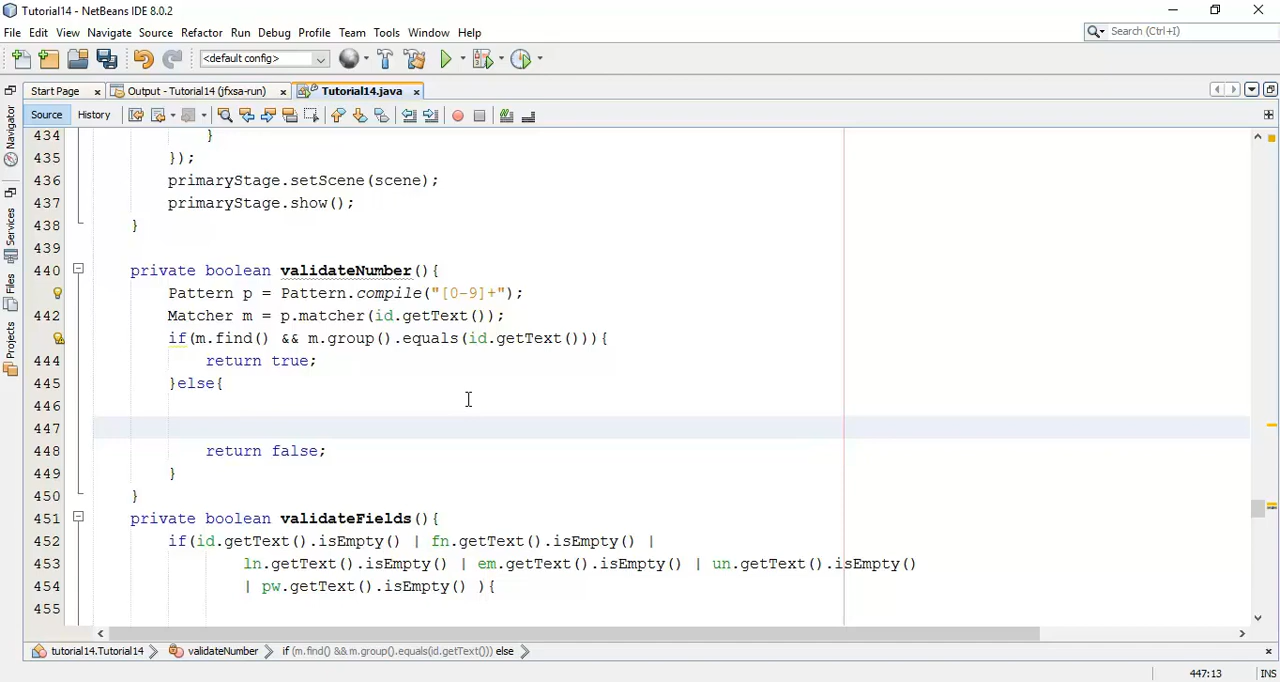 Tutorial14 - NetBeans IDE 8.0.2
File Edit View Navigate Source Refactor Run Debug Profile Team Tools Window Help
Search (Ctrl+I)
<default config>
Start Page x Output - Tutorial14 (jfxsa-run) x Tutorial14.java x
Source History
Navigator
Services
Files
Projects
434 }
435 });
436 primaryStage.setScene(scene);
437 primaryStage.show();
438 }
439
440 private boolean validateNumber(){
Pattern p = Pattern.compile("[0-9]+");
442 Matcher m = p.matcher(id.getText());
if(m.find() && m.group().equals(id.getText())){
444 return true;
445 }else{
446
447
448 return false;
449 }
450 }
451 private boolean validateFields(){
452 if(id.getText().isEmpty() | fn.getText().isEmpty() |
453 ln.getText().isEmpty() | em.getText().isEmpty() | un.getText().isEmpty()
454 | pw.getText().isEmpty() ){
455
tutorial14.Tutorial14 validateNumber if (m.find() && m.group().equals(id.getText())) else
447:13 INS